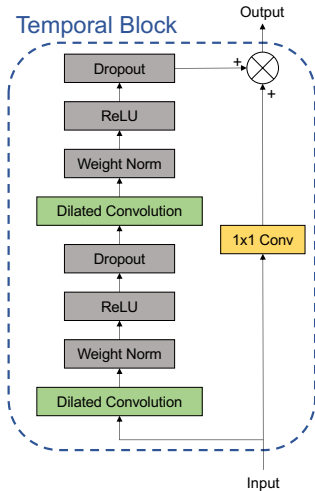 Output
Temporal Block
Dropout
+
+
ReLU
Weight Norm
Dilated Convolution
1x1 Conv
Dropout
ReLU
Weight Norm
Dilated Convolution
Input